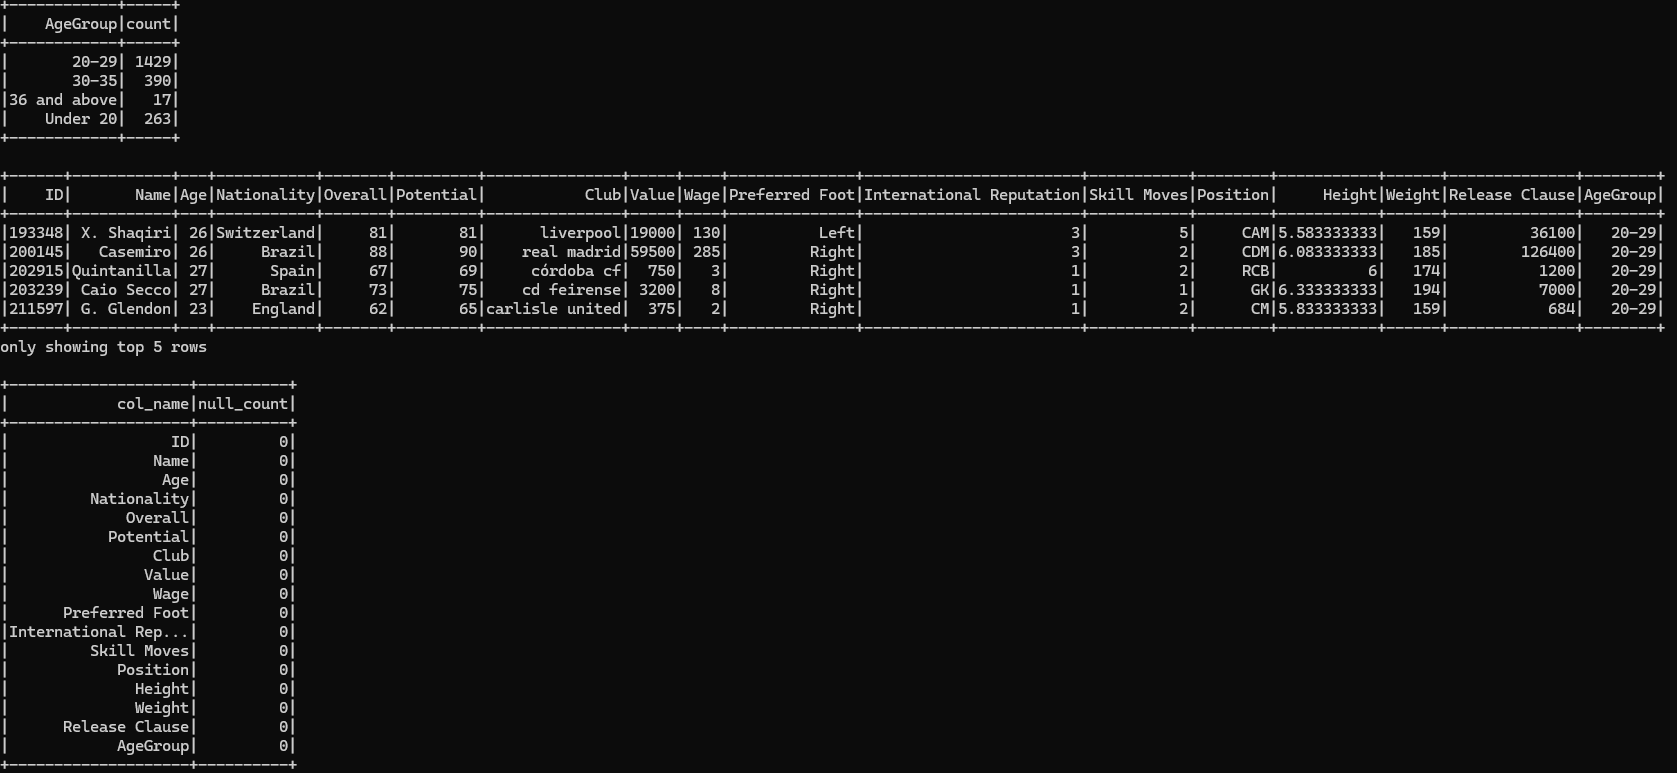 +------------+-----+
|    AgeGroup|count|
+------------+-----+
|       20-29| 1429|
|       30-35|  390|
|36 and above|   17|
|    Under 20|  263|
+------------+-----+
+------+-----------+---+-----------+-------+---------+---------------+-----+----+--------------+------------------------+-----------+--------+-----------+------+--------------+--------+
|    ID|       Name|Age|Nationality|Overall|Potential|           Club|Value|Wage|Preferred Foot|International Reputation|Skill Moves|Position|     Height|Weight|Release Clause|AgeGroup|
+------+-----------+---+-----------+-------+---------+---------------+-----+----+--------------+------------------------+-----------+--------+-----------+------+--------------+--------+
|193348| X. Shaqiri| 26|Switzerland|     81|       81|      liverpool|19000| 130|          Left|                       3|          5|     CAM|5.583333333|   159|         36100|   20-29|
|200145|   Casemiro| 26|     Brazil|     88|       90|    real madrid|59500| 285|         Right|                       3|          2|     CDM|6.083333333|   185|        126400|   20-29|
|202915|Quintanilla| 27|      Spain|     67|       69|     córdoba cf|  750|   3|         Right|                       1|          2|     RCB|          6|   174|          1200|   20-29|
|203239| Caio Secco| 27|     Brazil|     73|       75|    cd feirense| 3200|   8|         Right|                       1|          1|      GK|6.333333333|   194|          7000|   20-29|
|211597| G. Glendon| 23|    England|     62|       65|carlisle united|  375|   2|         Right|                       1|          2|      CM|5.833333333|   159|           684|   20-29|
+------+-----------+---+-----------+-------+---------+---------------+-----+----+--------------+------------------------+-----------+--------+-----------+------+--------------+--------+
only showing top 5 rows
+--------------------+----------+
|            col_name|null_count|
+--------------------+----------+
|                  ID|         0|
|                Name|         0|
|                 Age|         0|
|         Nationality|         0|
|             Overall|         0|
|           Potential|         0|
|                Club|         0|
|               Value|         0|
|                Wage|         0|
|      Preferred Foot|         0|
|International Rep...|         0|
|         Skill Moves|         0|
|            Position|         0|
|              Height|         0|
|              Weight|         0|
|      Release Clause|         0|
|            AgeGroup|         0|
+--------------------+----------+